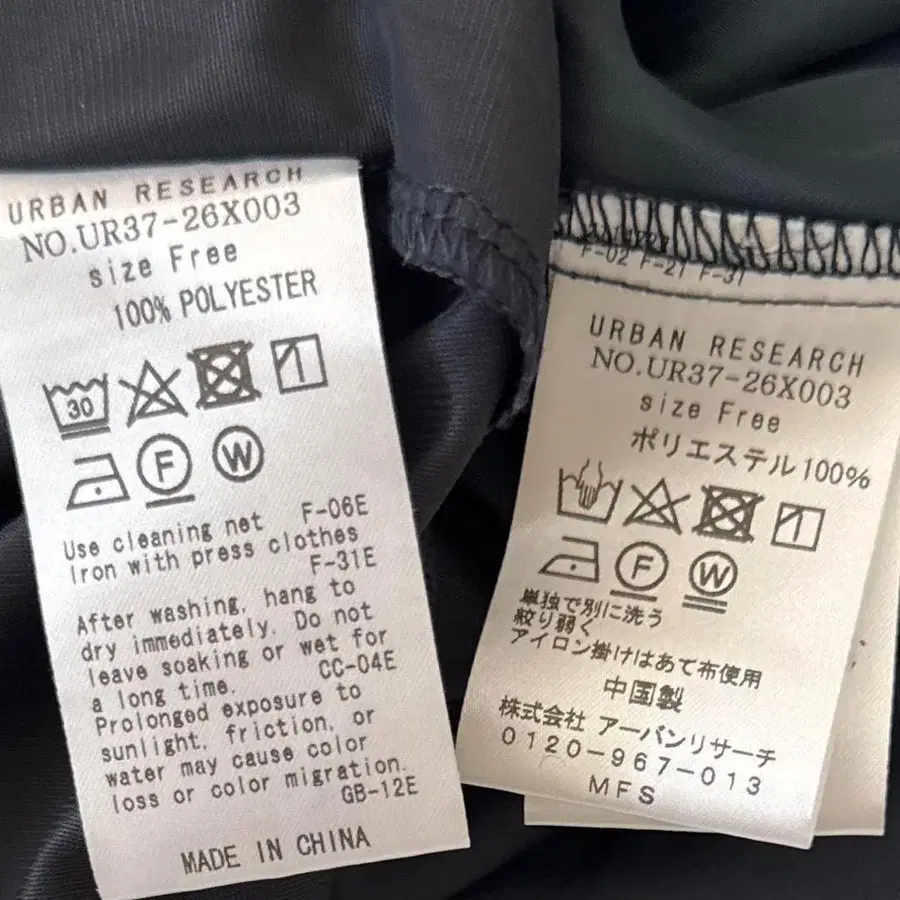 URBAN RESEARCH
NO.UR37-26X003
size Free
100% POLYESTER
30
F W
Use cleaning net F-06E
Iron with press clothes
F-31E
After washing, hang to
dry immediately. Do not
leave soaking or wet for
a long time. CC-04E
Prolonged exposure to
sunlight, friction, or
water may cause color
loss or color migration.
GB-12E
MADE IN CHINA
F-02 F-21 F-31
URBAN RESEARCH
NO.UR37-26X003
size Free
ポリエステル100%
F W
単独で別に洗う
絞り弱く
アイロン掛けはあて布使用
中国製
株式会社 アーバンリサーチ
0120-967-013
MFS